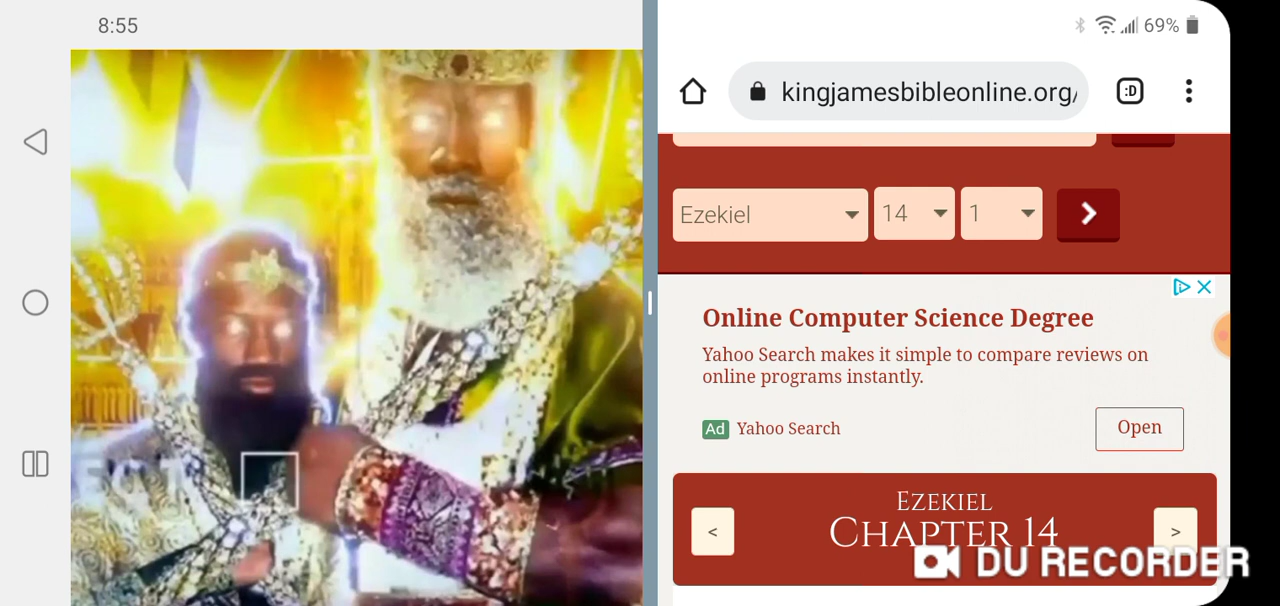 8:55
69%
kingjamesbibleonline.org/
:D
Ezekiel 14 1
Online Computer Science Degree
Yahoo Search makes it simple to compare reviews on
online programs instantly.
Ad Yahoo Search
Open
EZEKIEL
< CHAPTER 14 >
DU RECORDER